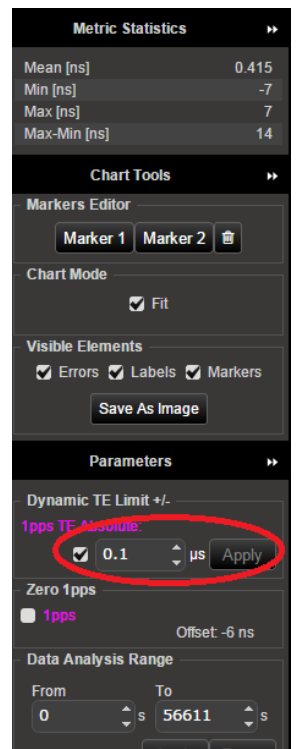 Metric Statistics
Mean [ns] 0.415
Min [ns] -7
Max [ns] 7
Max-Min [ns] 14
Chart Tools
Markers Editor
Marker 1 Marker 2
Chart Mode
Fit
Visible Elements
Errors Labels Markers
Save As Image
Parameters
Dynamic TE Limit +/-
1pps TE Absolute:
0.1 µs Apply
Zero 1pps
1pps
Offset: -6 ns
Data Analysis Range
From To
0 s 56611 s